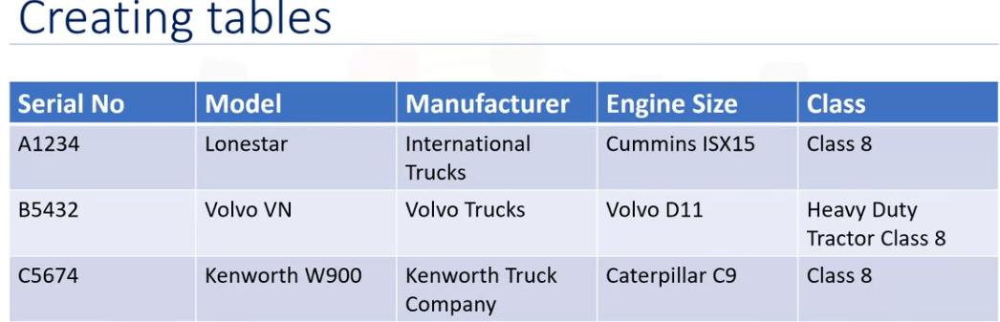 Creating tables
Serial No Model Manufacturer Engine Size Class
A1234 Lonestar International Trucks Cummins ISX15 Class 8
B5432 Volvo VN Volvo Trucks Volvo D11 Heavy Duty Tractor Class 8
C5674 Kenworth W900 Kenworth Truck Company Caterpillar C9 Class 8